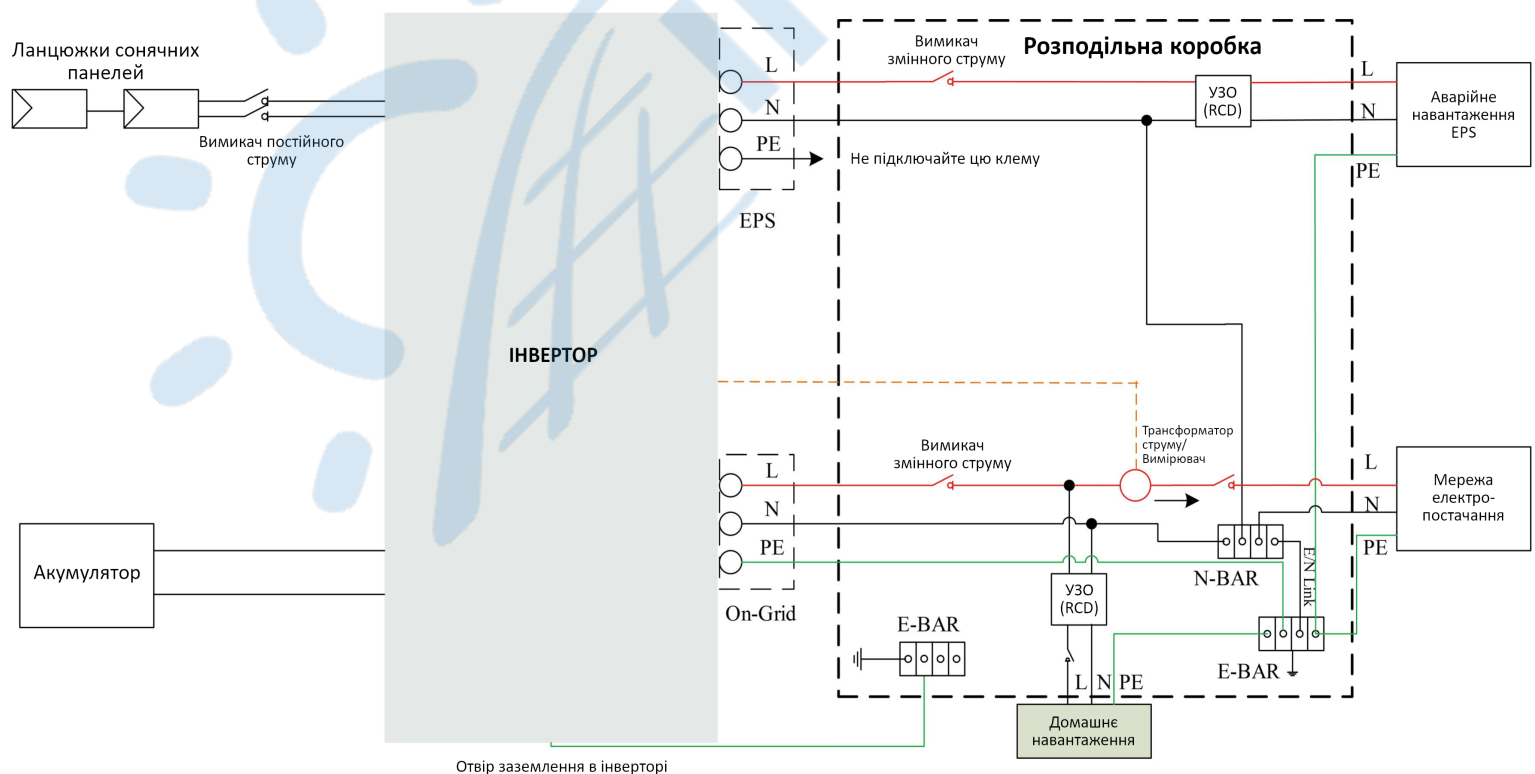 Ланцюжки сонячних
панелей
Вимикач постійного
струму
Акумулятор
ІНВЕРТОР
Отвір заземлення в інверторі
L
N
PE
EPS
Не підключайте цю клему
Вимикач
змінного струму
Розподільна коробка
УЗО
(RCD)
L
N
PE
Аварійне
навантаження
EPS
L
N
PE
On-Grid
Вимикач
змінного струму
Трансформатор
струму/
Вимірювач
L
N
PE
Мережа
електро-
постачання
N-BAR
E/N Link
УЗО
(RCD)
E-BAR
E-BAR
L N PE
Домашнє
навантаження